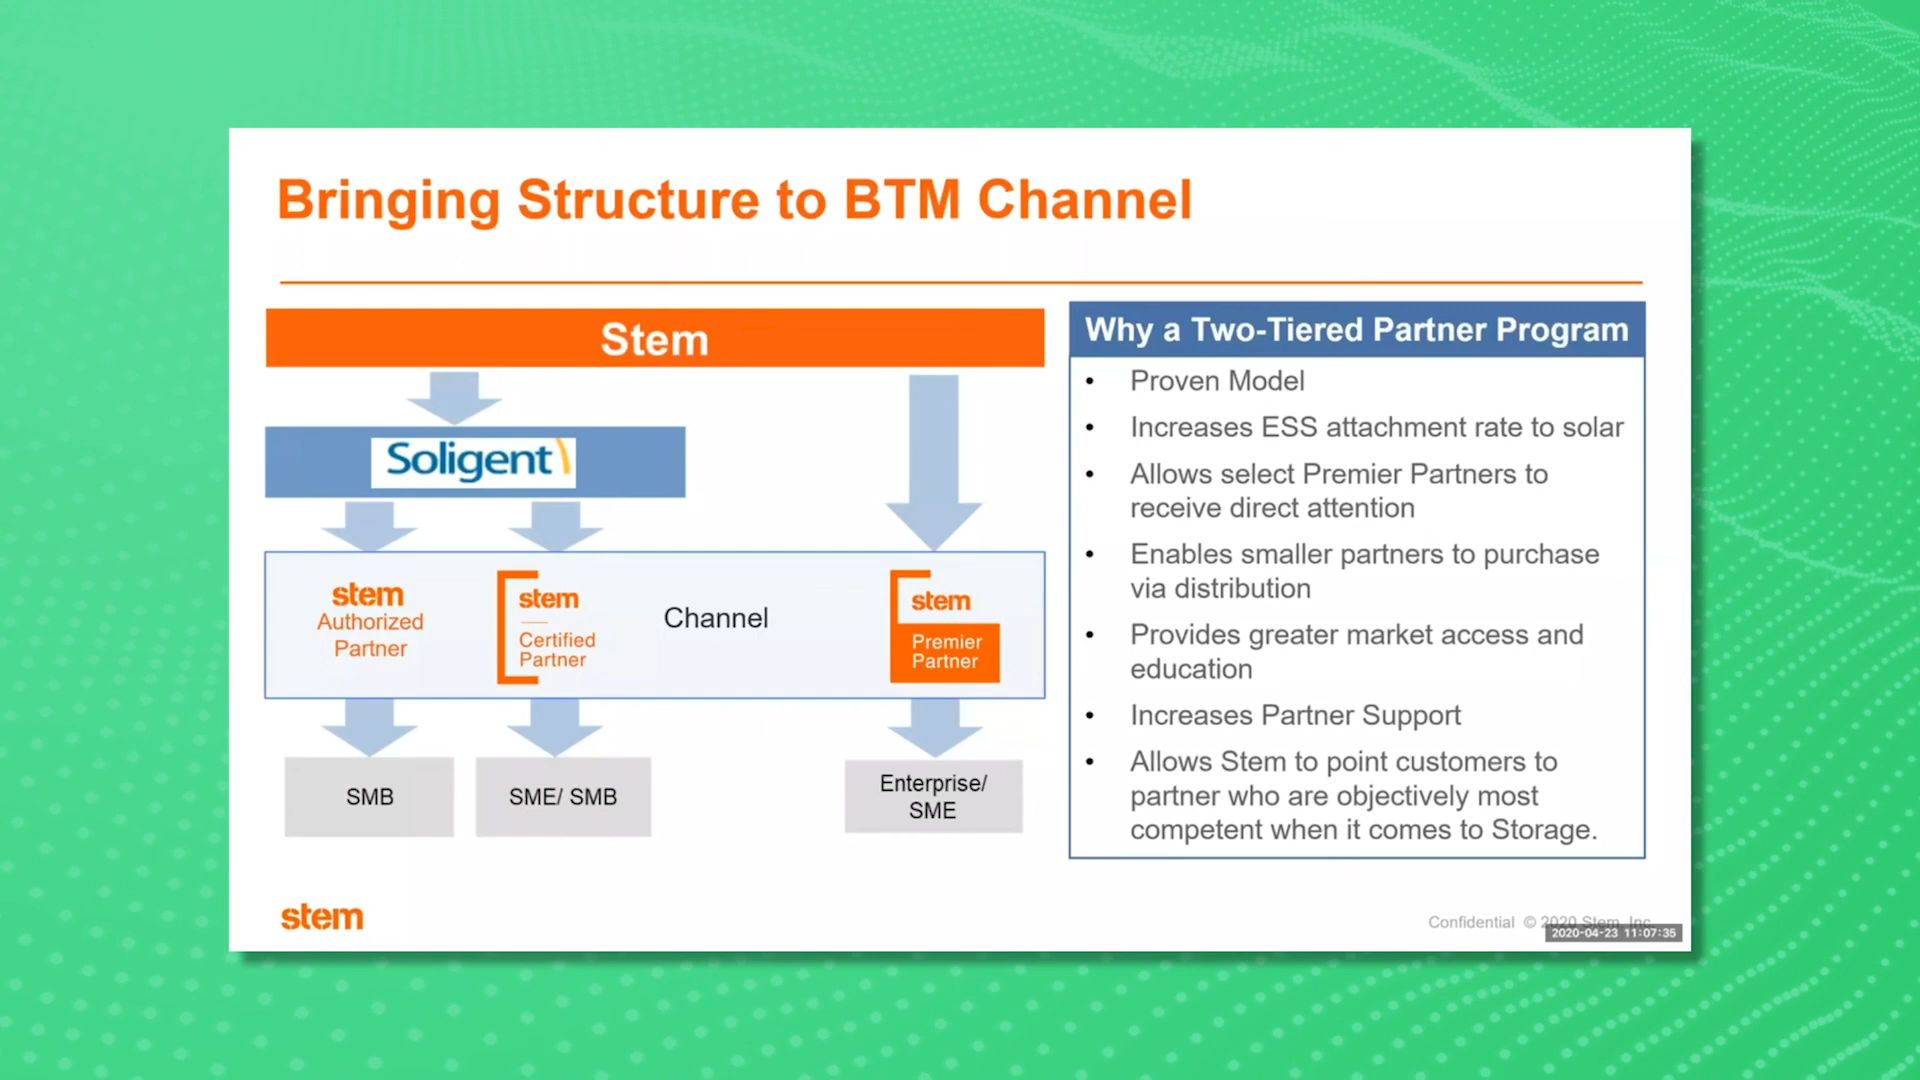 Bringing Structure to BTM Channel
Stem
Soligent
stem
Authorized
Partner
stem
Certified
Partner
Channel
stem
Premier
Partner
SMB
SME/ SMB
Enterprise/
SME
Why a Two-Tiered Partner Program
• Proven Model
• Increases ESS attachment rate to solar
• Allows select Premier Partners to
receive direct attention
• Enables smaller partners to purchase
via distribution
• Provides greater market access and
education
• Increases Partner Support
• Allows Stem to point customers to
partner who are objectively most
competent when it comes to Storage.
stem
Confidential © 2020 Stem, Inc.
2020-04-23 11:07:35